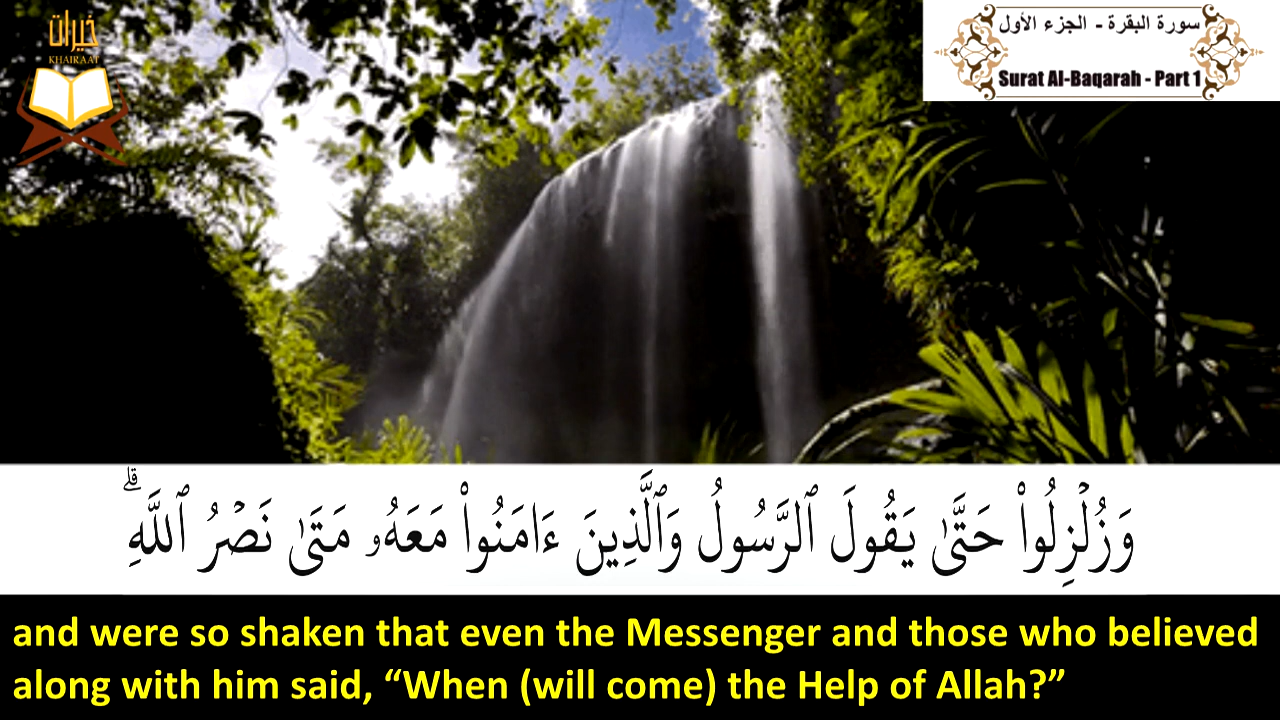 خيرات
KHAIRAAT
سورة البقرة - الجزء الأول
Surat Al-Baqarah - Part 1
وَزُلْزِلُوا۟ حَتَّىٰ يَقُولَ ٱلرَّسُولُ وَٱلَّذِينَ ءَامَنُوا۟ مَعَهُۥ مَتَىٰ نَصْرُ ٱللَّهِ ۗ
and were so shaken that even the Messenger and those who believed
along with him said, “When (will come) the Help of Allah?”